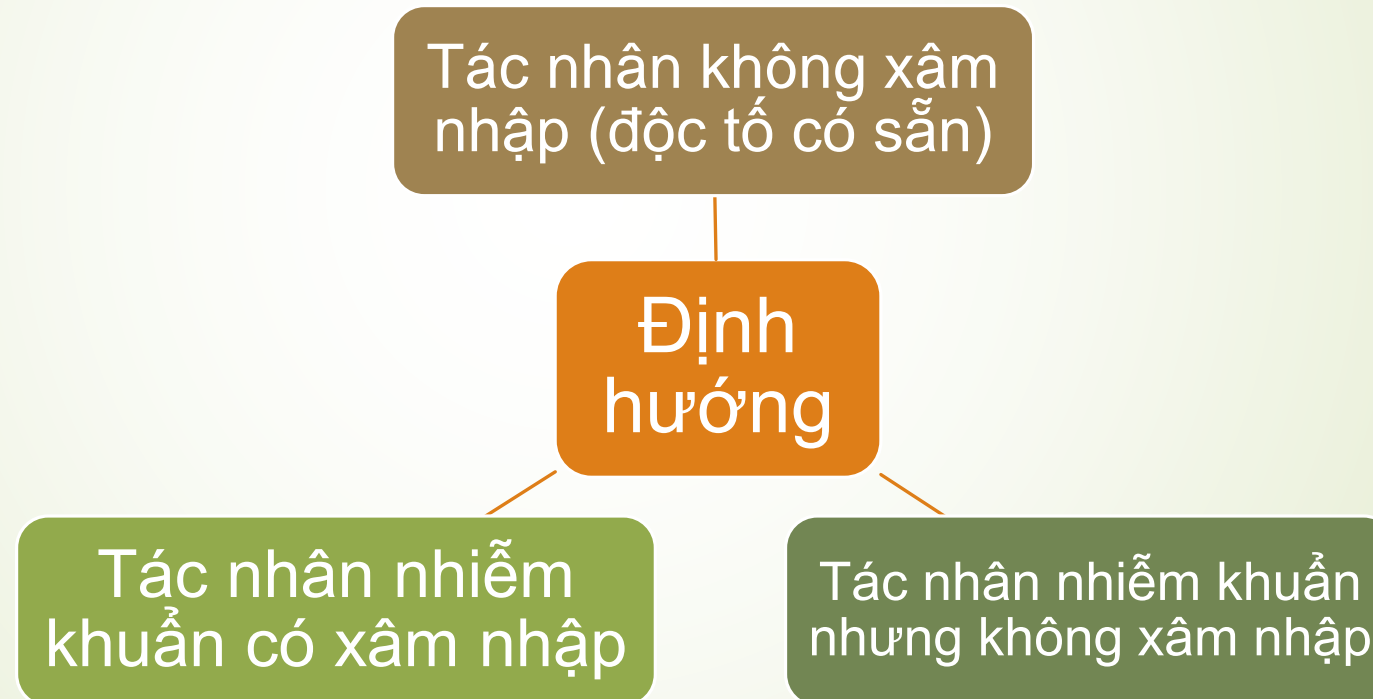 Tác nhân không xâm
nhập (độc tố có sẵn)
Định
hướng
Tác nhân nhiễm
khuẩn có xâm nhập
Tác nhân nhiễm khuẩn
nhưng không xâm nhập